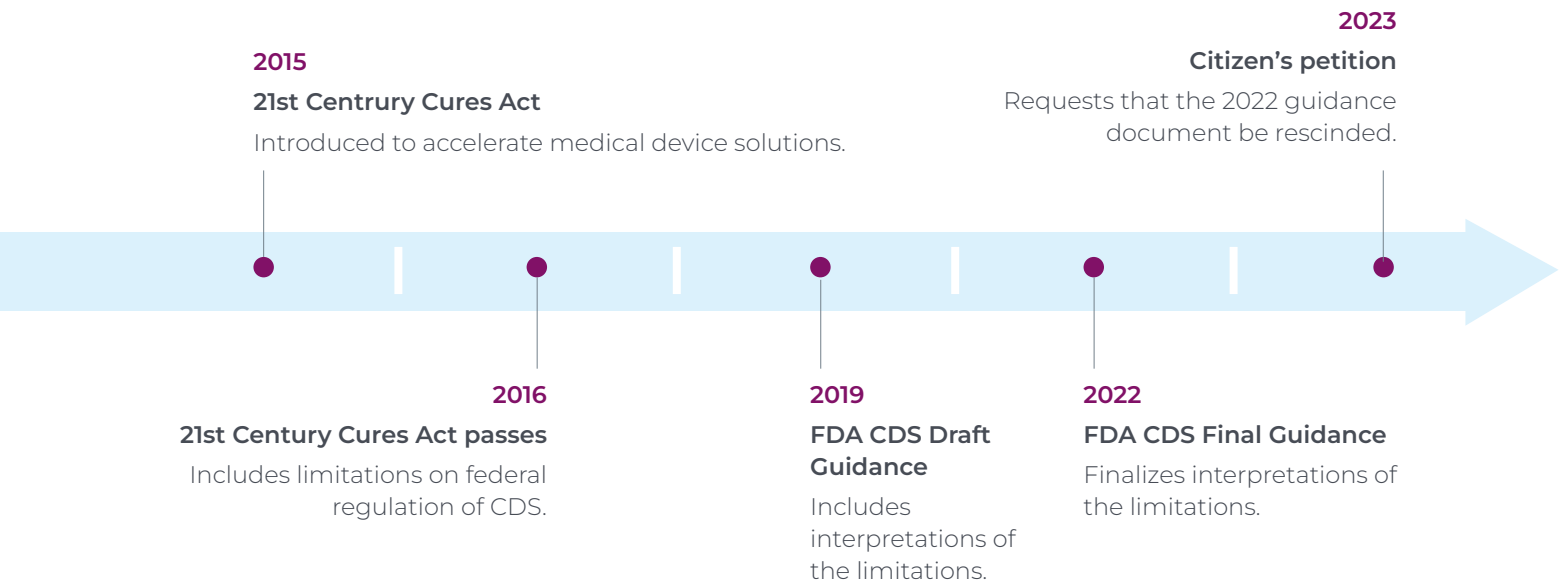 2015
21st Centrury Cures Act
Introduced to accelerate medical device solutions.
2016
21st Century Cures Act passes
Includes limitations on federal
regulation of CDS.
2019
FDA CDS Draft
Guidance
Includes
interpretations of
the limitations.
2022
FDA CDS Final Guidance
Finalizes interpretations of
the limitations.
2023
Citizen’s petition
Requests that the 2022 guidance
document be rescinded.